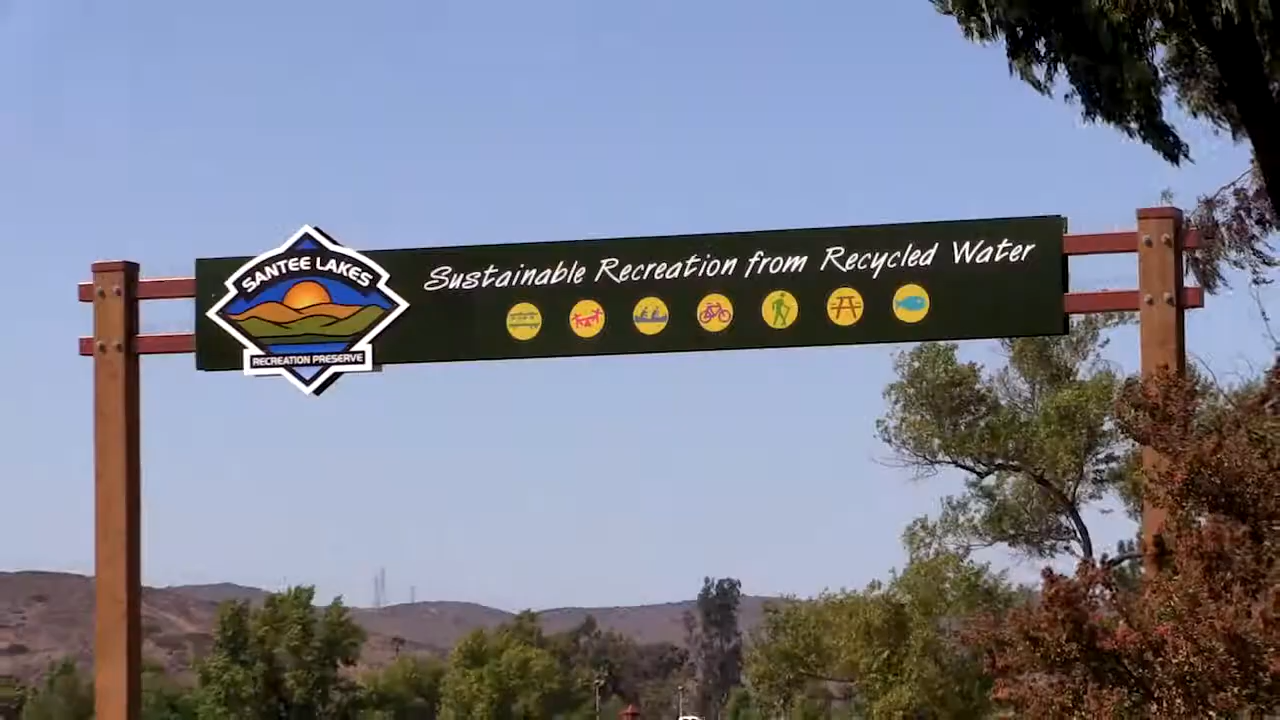 SANTEE LAKES
RECREATION PRESERVE
Sustainable Recreation from Recycled Water